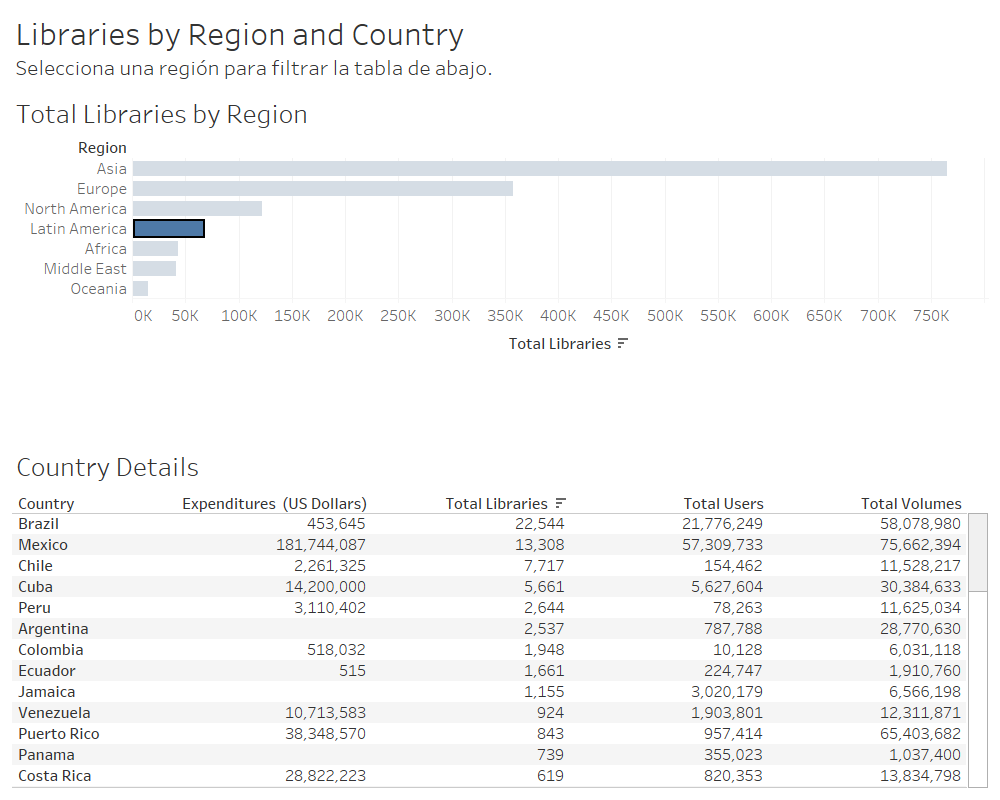 Libraries by Region and Country
Selecciona una región para filtrar la tabla de abajo.
Total Libraries by Region
Region
Asia
Europe
North America
Latin America
Africa
Middle East
Oceania
0K 50K 100K 150K 200K 250K 300K 350K 400K 450K 500K 550K 600K 650K 700K 750K
Total Libraries
Country Details
Country Expenditures (US Dollars) Total Libraries Total Users Total Volumes
Brazil 453,645 22,544 21,776,249 58,078,980
Mexico 181,744,087 13,308 57,309,733 75,662,394
Chile 2,261,325 7,717 154,462 11,528,217
Cuba 14,200,000 5,661 5,627,604 30,384,633
Peru 3,110,402 2,644 78,263 11,625,034
Argentina 2,537 787,788 28,770,630
Colombia 518,032 1,948 10,128 6,031,118
Ecuador 515 1,661 224,747 1,910,760
Jamaica 1,155 3,020,179 6,566,198
Venezuela 10,713,583 924 1,903,801 12,311,871
Puerto Rico 38,348,570 843 957,414 65,403,682
Panama 739 355,023 1,037,400
Costa Rica 28,822,223 619 820,353 13,834,798